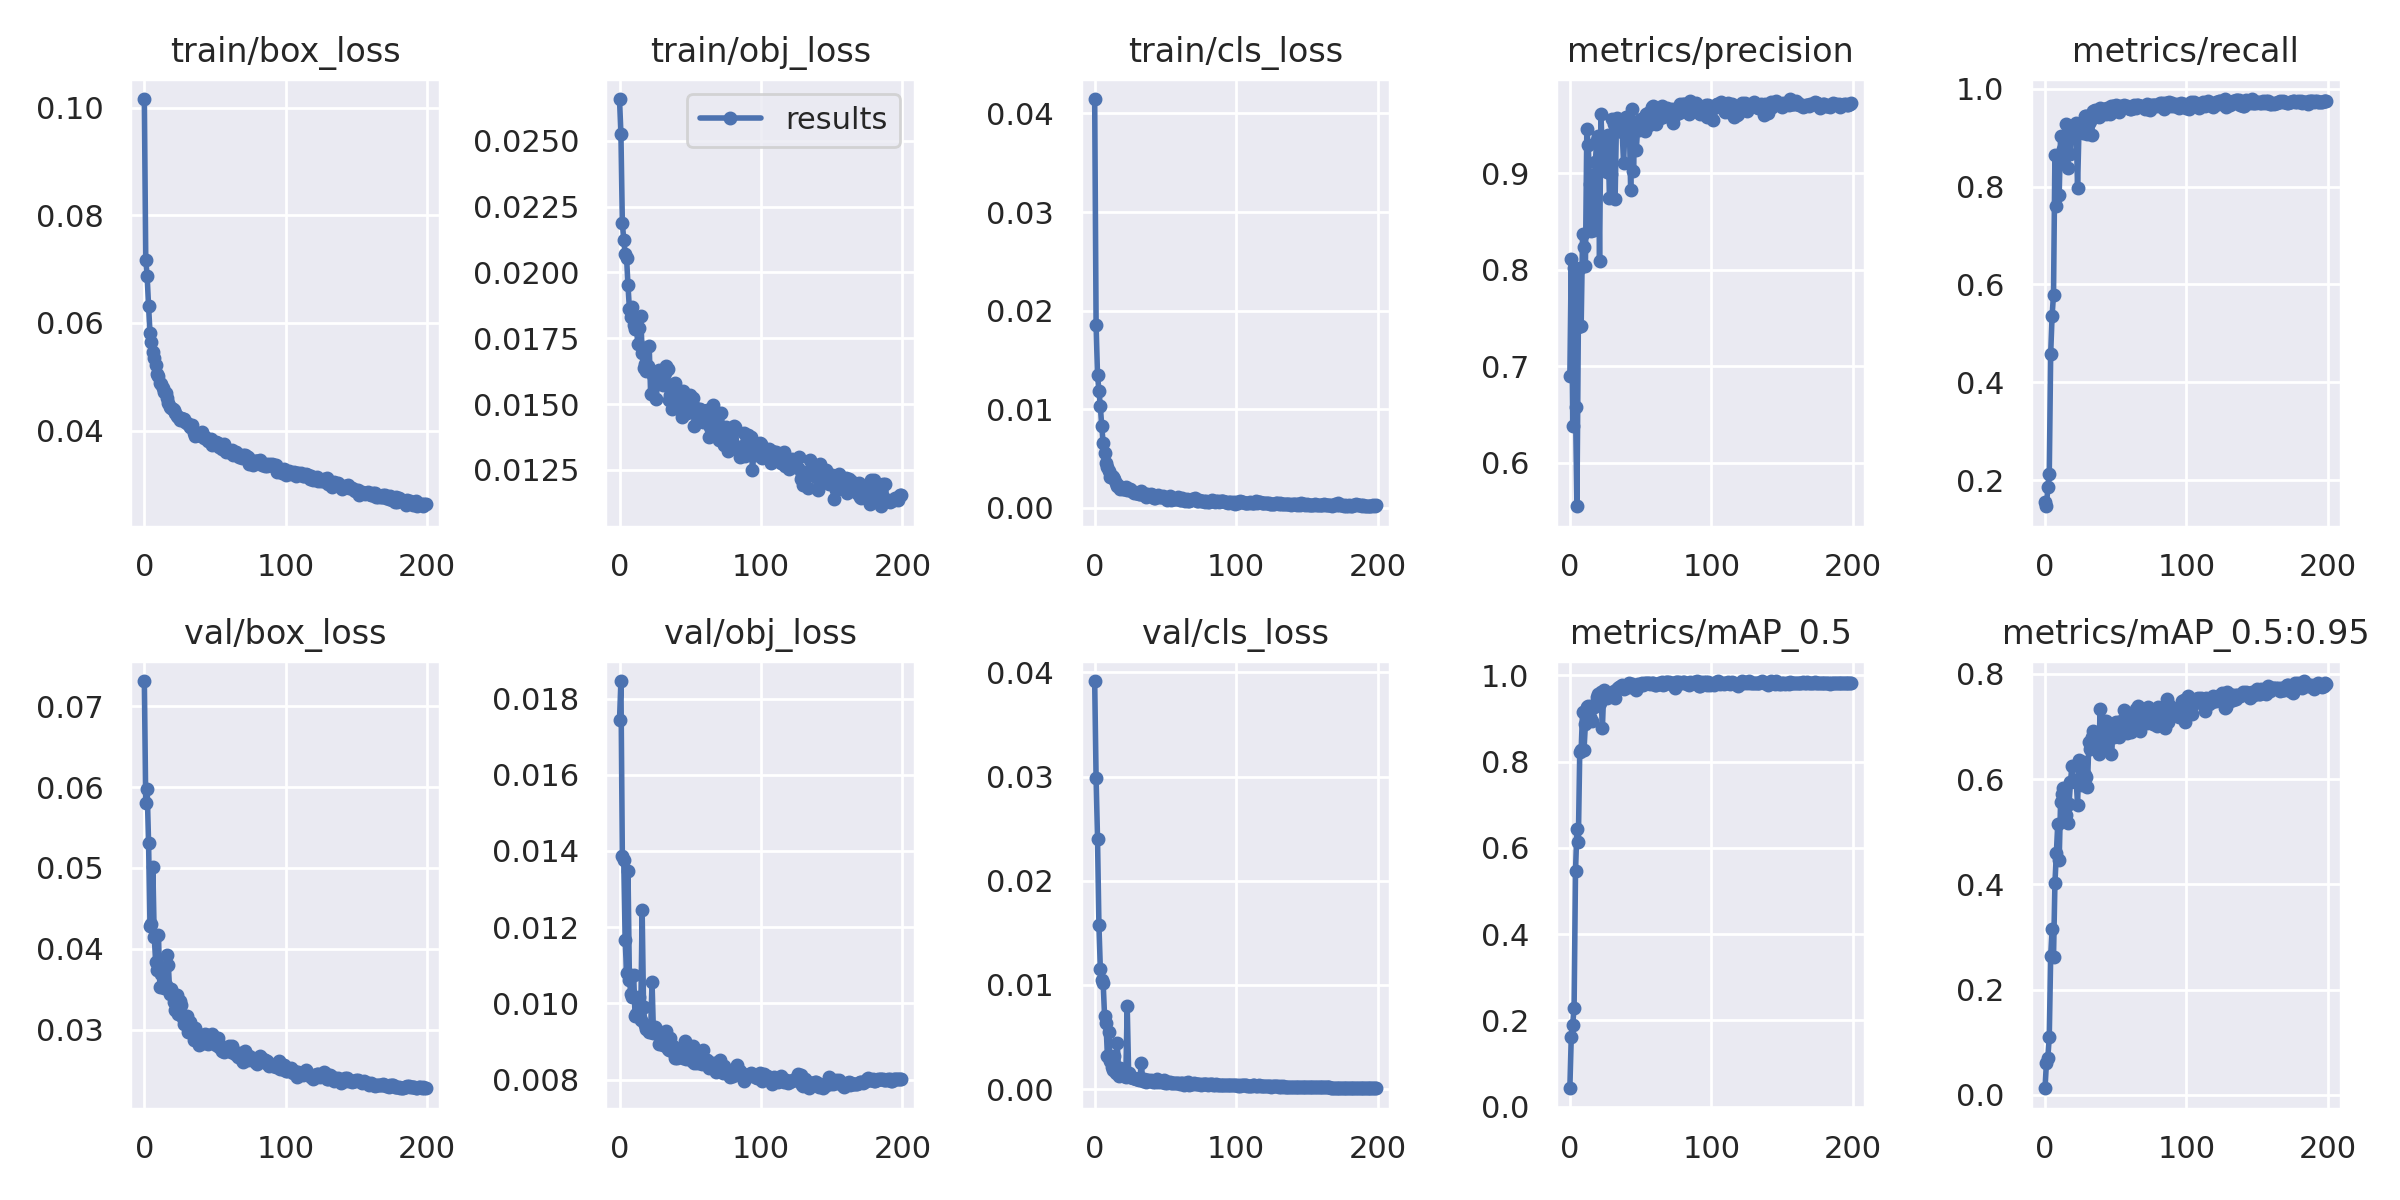 train/box_loss
0.10
0.08
0.06
0.04
0 100 200
train/obj_loss
results
0.0250
0.0225
0.0200
0.0175
0.0150
0.0125
0 100 200
train/cls_loss
0.04
0.03
0.02
0.01
0.00
0 100 200
metrics/precision
0.9
0.8
0.7
0.6
0 100 200
metrics/recall
1.0
0.8
0.6
0.4
0.2
0 100 200
val/box_loss
0.07
0.06
0.05
0.04
0.03
0 100 200
val/obj_loss
0.018
0.016
0.014
0.012
0.010
0.008
0 100 200
val/cls_loss
0.04
0.03
0.02
0.01
0.00
0 100 200
metrics/mAP_0.5
1.0
0.8
0.6
0.4
0.2
0.0
0 100 200
metrics/mAP_0.5:0.95
0.8
0.6
0.4
0.2
0.0
0 100 200